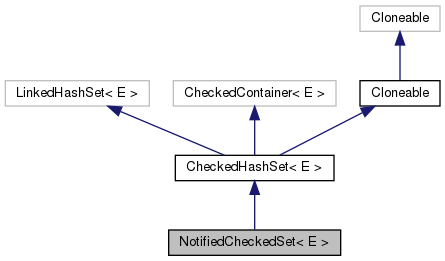 Cloneable
LinkedHashSet< E >
CheckedContainer< E >
Cloneable
CheckedHashSet< E >
NotifiedCheckedSet< E >